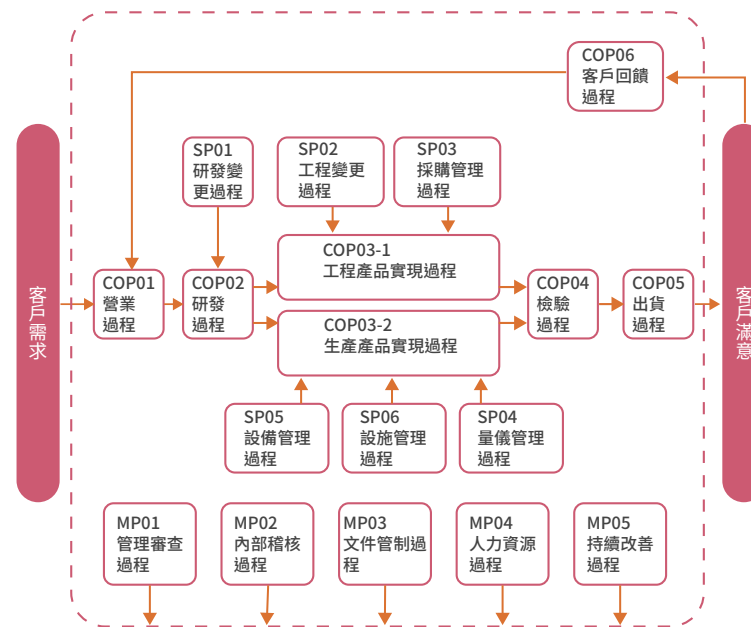 COP06
客戶回饋
過程
SP01
研發變
更過程
SP02
工程變更
過程
SP03
採購管理
過程
客戶需求
COP01
營業
過程
COP02
研發
過程
COP03-1
工程產品實現過程
COP03-2
生產產品實現過程
COP04
檢驗
過程
COP05
出貨
過程
客戶滿意
SP05
設備管理
過程
SP06
設施管理
過程
SP04
量儀管理
過程
MP01
管理審查
過程
MP02
內部稽核
過程
MP03
文件管制過
程
MP04
人力資源
過程
MP05
持續改善
過程